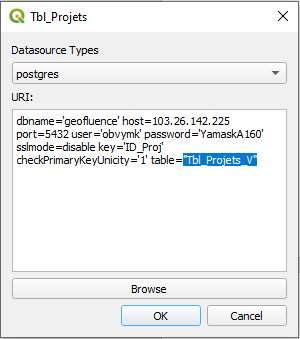 Tbl_Projets
Datasource Types
postgres
URI:
dbname='geofluence' host=103.26.142.225
port=5432 user='obvymk' password='YamaskA160'
sslmode=disable key='ID_Proj'
checkPrimaryKeyUnicity='1' table="Tbl_Projets_V"
Browse
OK
Cancel